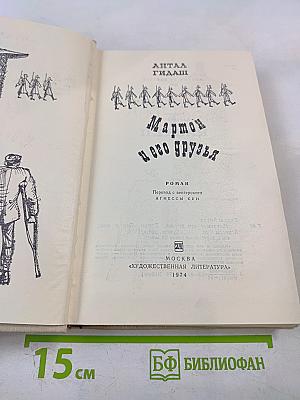 АНТАЛ
ГИДАШ
Мартон
и его друзья
РОМАН
Перевод с венгерского
АГНЕССЫ КУН
МОСКВА
«ХУДОЖЕСТВЕННАЯ ЛИТЕРАТУРА»
1974
15 см
БФ БИБЛИОФАН